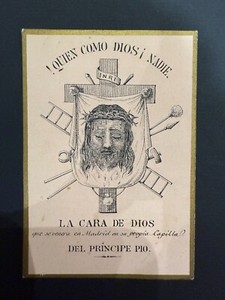 ¡QUIEN COMO DIOS! NADIE.
INRI
LA CARA DE DIOS
que se venera en Madrid en su propia Capilla
DEL PRÍNCIPE PIO.